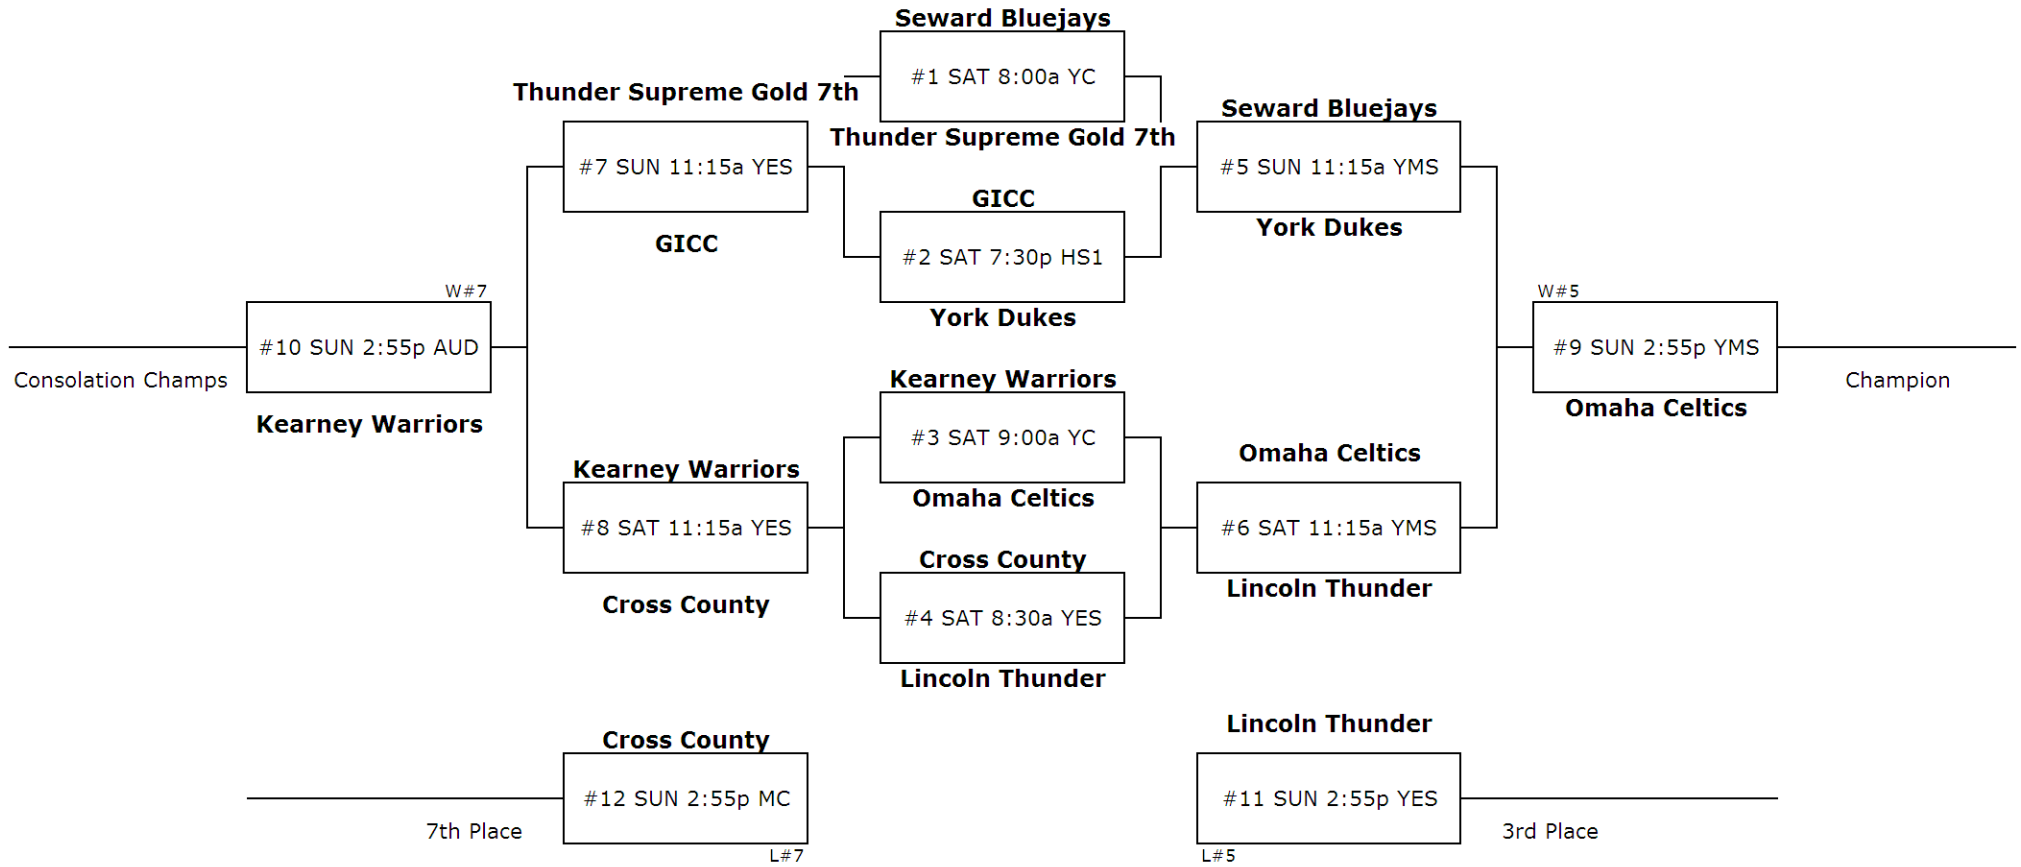 Seward Bluejays
#1 SAT 8:00a YC
Thunder Supreme Gold 7th
Thunder Supreme Gold 7th
Seward Bluejays
#7 SUN 11:15a YES
#5 SUN 11:15a YMS
GICC
York Dukes
GICC
#2 SAT 7:30p HS1
York Dukes
W#7
W#5
#10 SUN 2:55p AUD
#9 SUN 2:55p YMS
Consolation Champs
Kearney Warriors
Champion
Kearney Warriors
Omaha Celtics
#3 SAT 9:00a YC
Kearney Warriors
Omaha Celtics
Omaha Celtics
#8 SAT 11:15a YES
#6 SAT 11:15a YMS
Cross County
Cross County
Lincoln Thunder
#4 SAT 8:30a YES
Lincoln Thunder
Cross County
Lincoln Thunder
#12 SUN 2:55p MC
#11 SUN 2:55p YES
7th Place
3rd Place
L#7
L#5